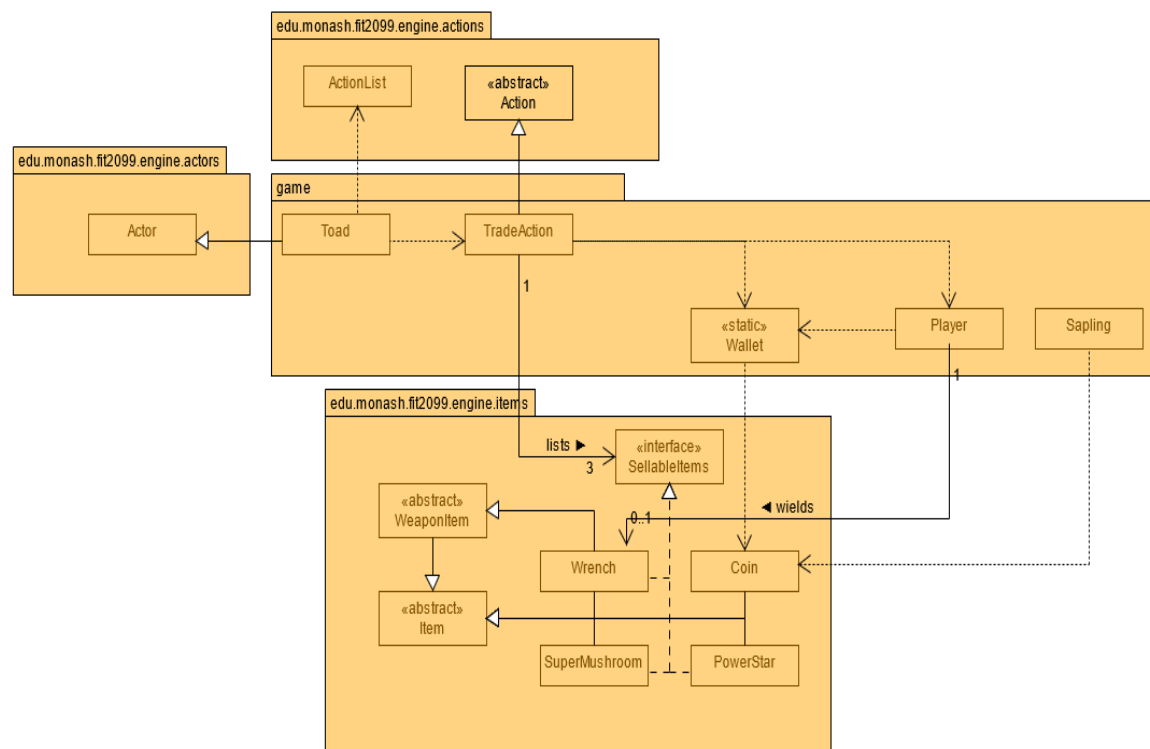 edu.monash.fit2099.engine.actions
ActionList
«abstract»
Action
edu.monash.fit2099.engine.actors
Actor
game
Toad
TradeAction
1
«static»
Wallet
Player
1
Sapling
edu.monash.fit2099.engine.items
lists ►
3
«interface»
SellableItems
«abstract»
WeaponItem
0..1
◄ wields
Wrench
Coin
«abstract»
Item
SuperMushroom
PowerStar